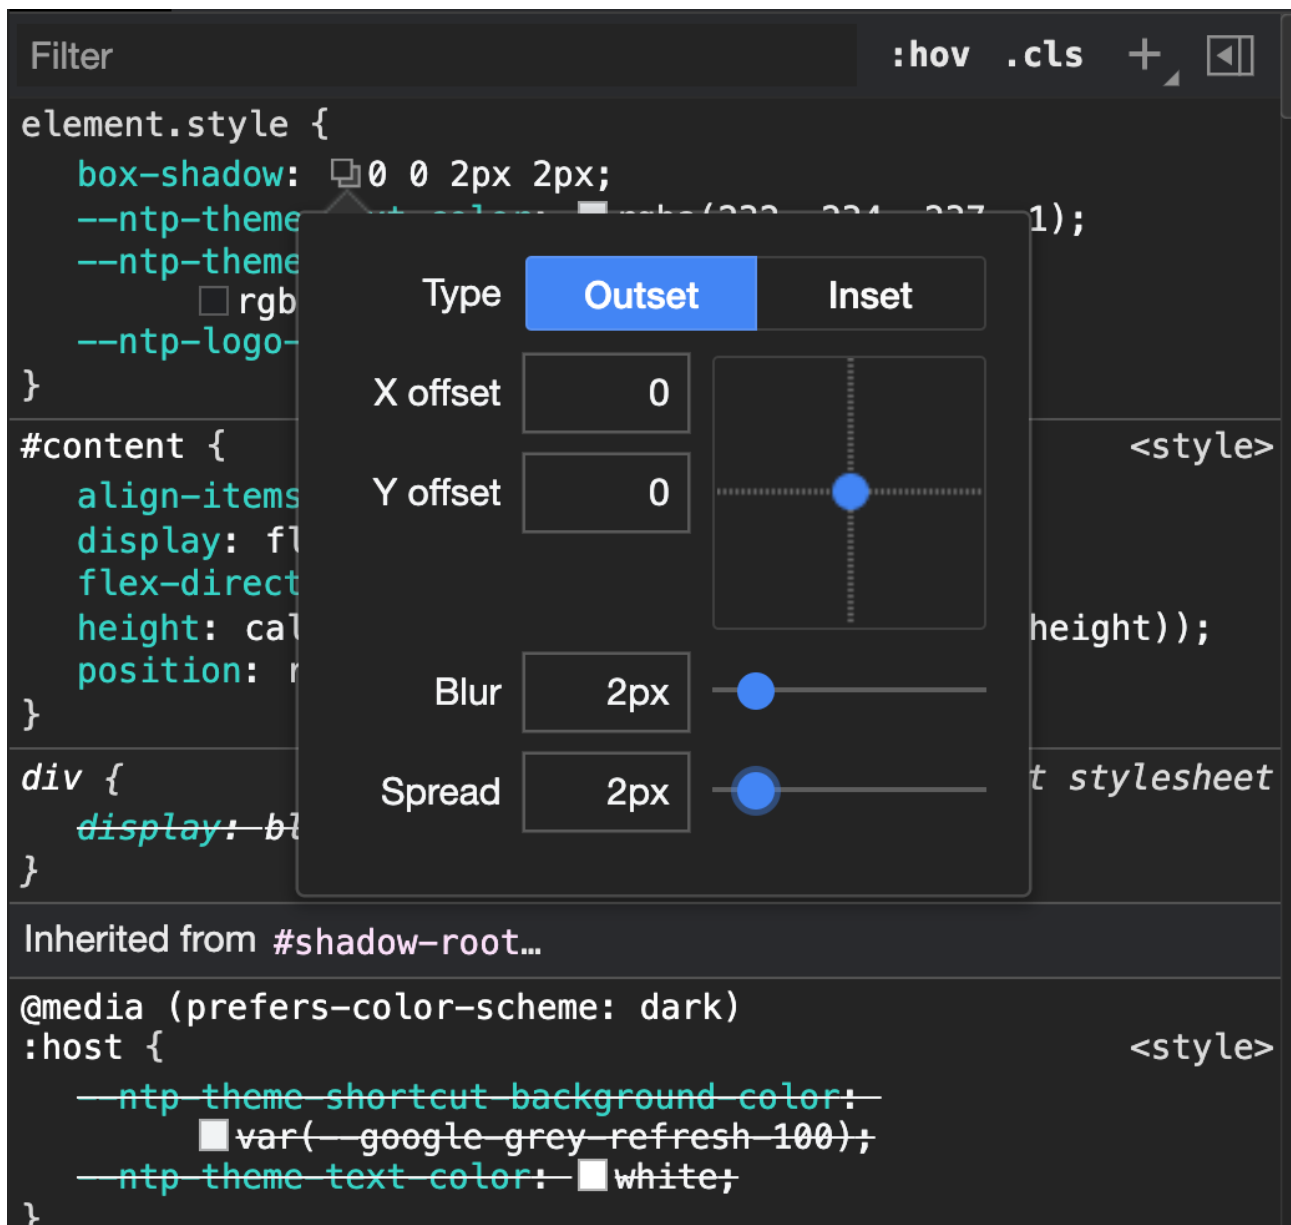 Filter :hov .cls +
element.style {
box-shadow: 0 0 2px 2px;
--ntp-theme 1);
--ntp-theme
rgb
--ntp-logo-
}
Type Outset Inset
X offset 0
Y offset 0
Blur 2px
Spread 2px
#content { <style>
align-items
display: fl
flex-direct
height: cal height));
position: r
}
div { t stylesheet
display: bl
}
Inherited from #shadow-root…
@media (prefers-color-scheme: dark)
:host { <style>
--ntp-theme-shortcut-background-color:
var(--google-grey-refresh-100);
--ntp-theme-text-color: white;
}